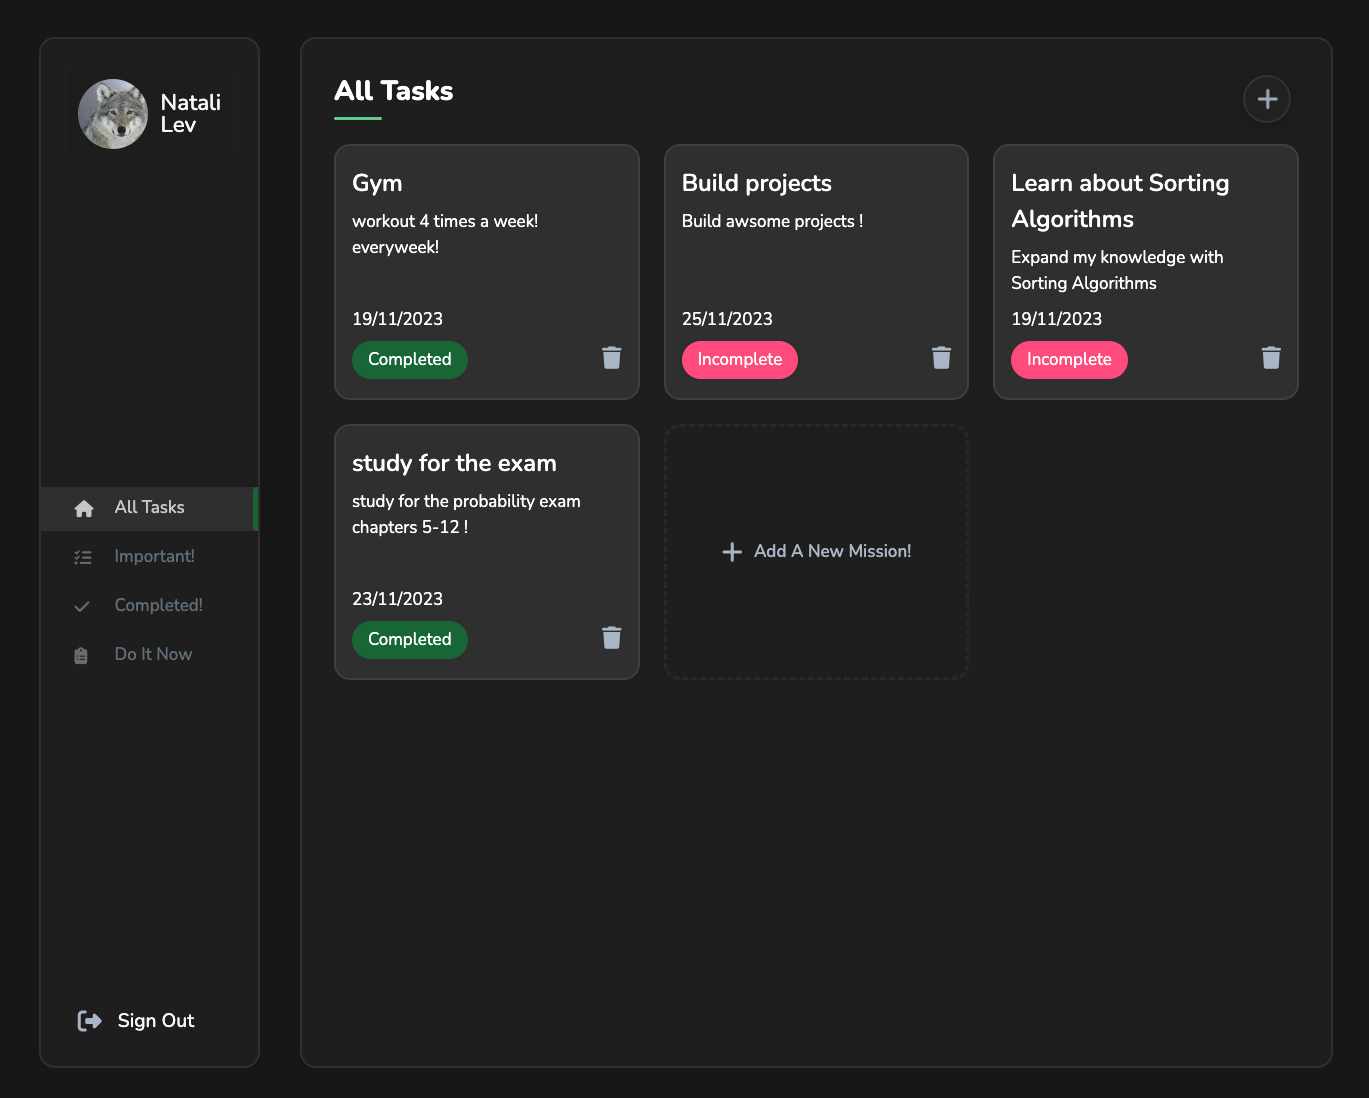 Natali
Lev
All Tasks
Important!
Completed!
Do It Now
Sign Out
All Tasks
Gym
workout 4 times a week!
everyweek!
19/11/2023
Completed
Build projects
Build awsome projects !
25/11/2023
Incomplete
Learn about Sorting
Algorithms
Expand my knowledge with
Sorting Algorithms
19/11/2023
Incomplete
study for the exam
study for the probability exam
chapters 5-12 !
23/11/2023
Completed
Add A New Mission!